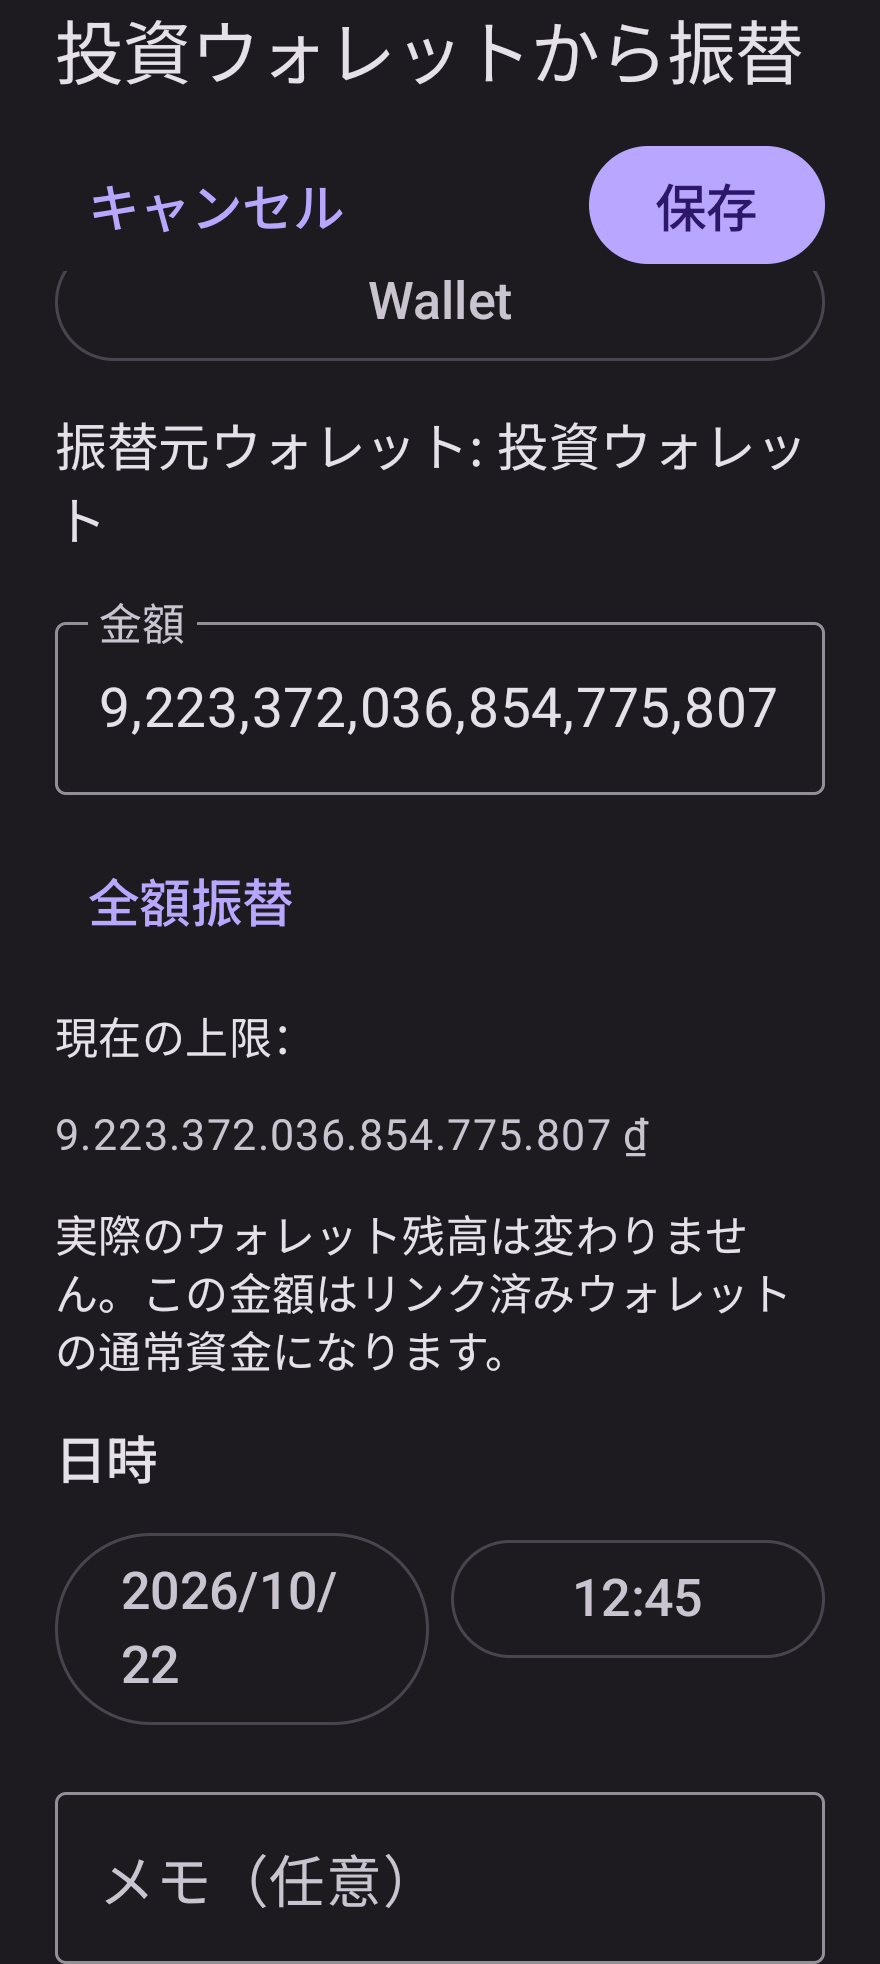 投資ウォレットから振替
キャンセル
保存
Wallet
振替元ウォレット: 投資ウォレッ
ト
金額
9,223,372,036,854,775,807
全額振替
現在の上限:
9.223.372.036.854.775.807 ₫
実際のウォレット残高は変わりませ
ん。この金額はリンク済みウォレット
の通常資金になります。
日時
2026/10/
22
12:45
メモ（任意）